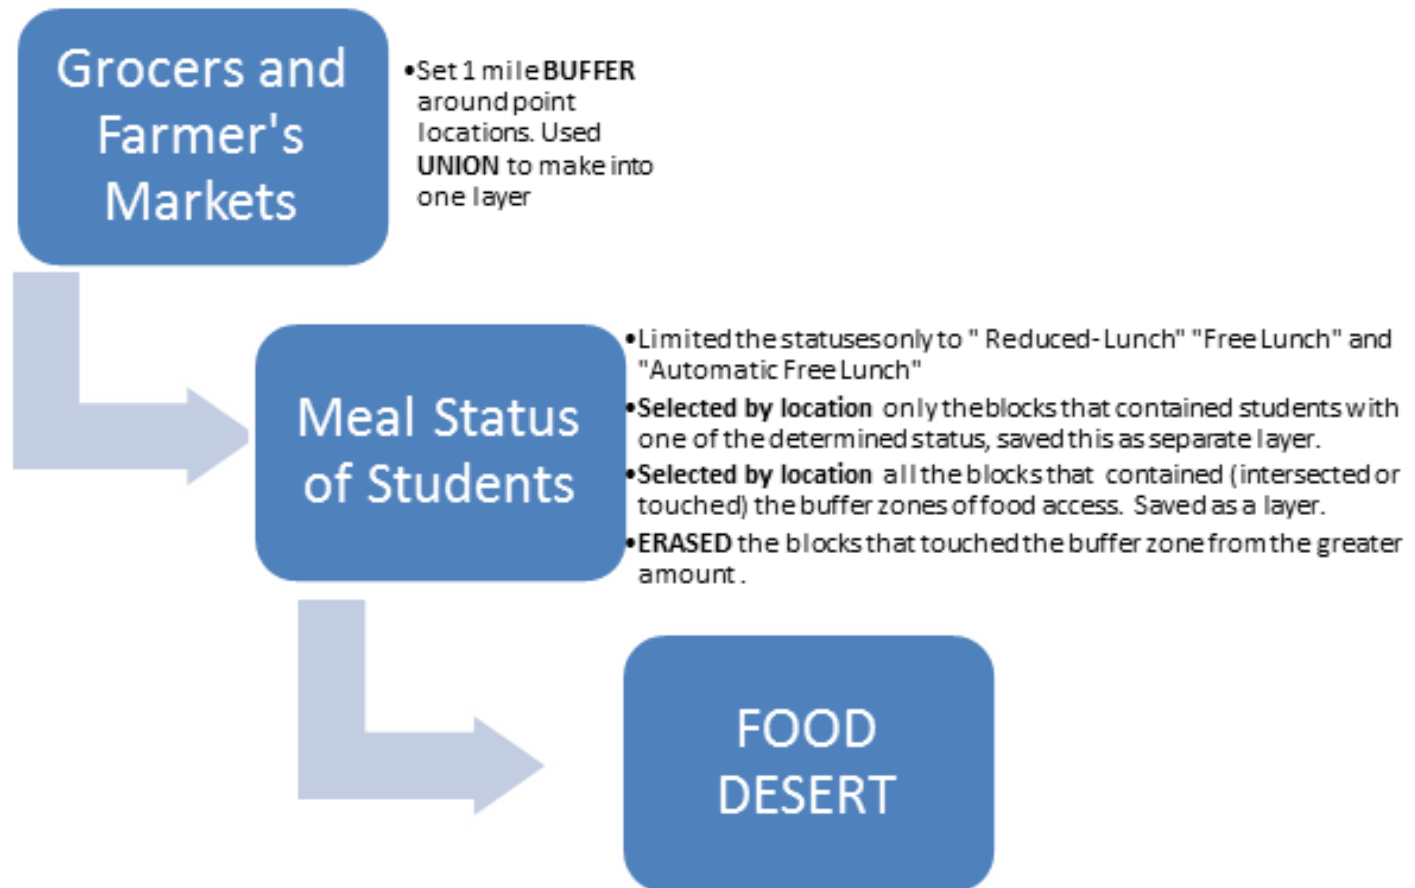 Grocers and
Farmer's
Markets
•Set 1 mile BUFFER
around point
locations. Used
UNION to make into
one layer
Meal Status
of Students
•Limited the statuses only to " Reduced-Lunch" "Free Lunch" and
"Automatic Free Lunch"
•Selected by location only the blocks that contained students with
one of the determined status, saved this as separate layer.
•Selected by location all the blocks that contained (intersected or
touched) the buffer zones of food access. Saved as a layer.
•ERASED the blocks that touched the buffer zone from the greater
amount .
FOOD
DESERT